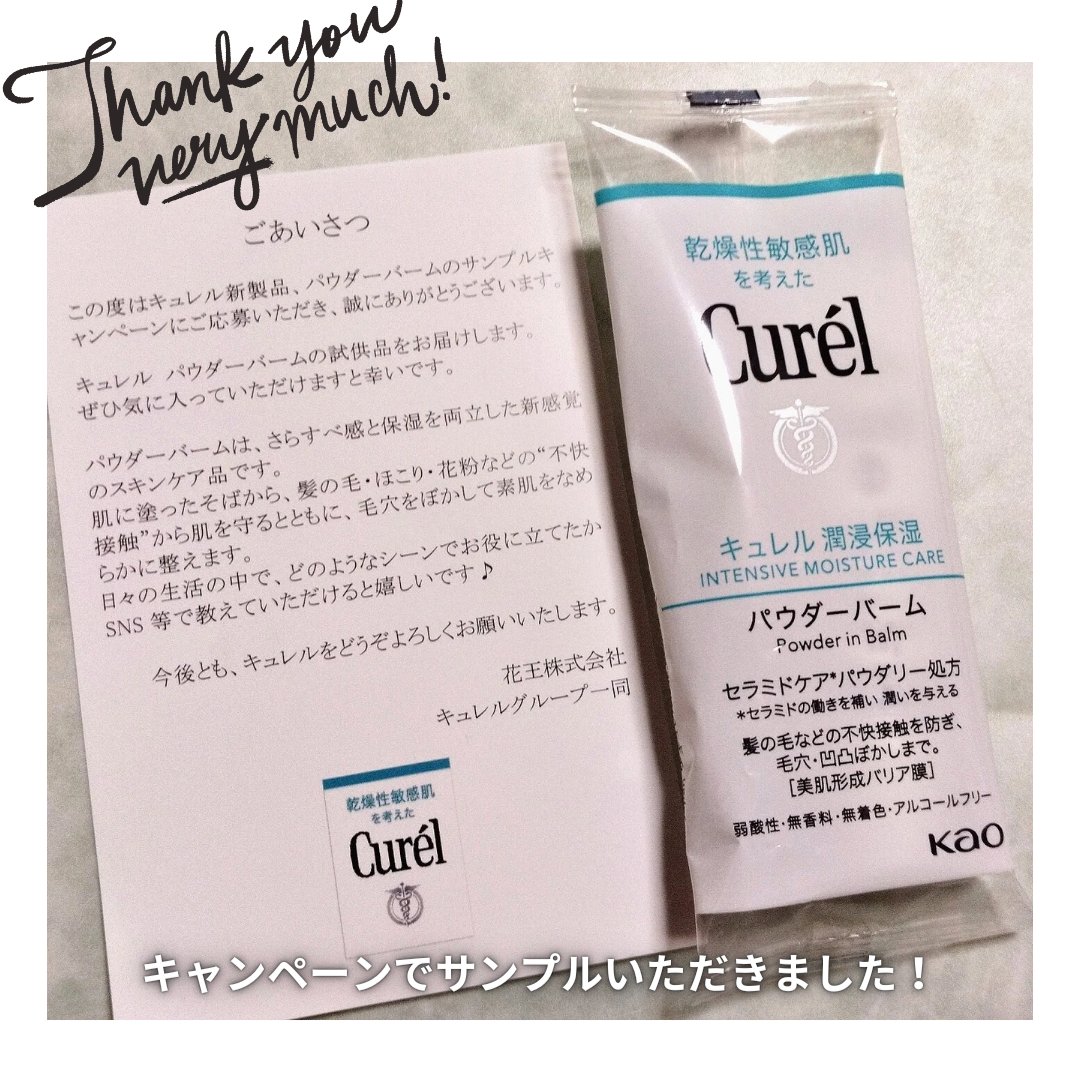 Thank you
very much!
ごあいさつ
この度はキュレル新製品、パウダーバームのサンプルキ
ャンペーンにご応募いただき、誠にありがとうございます。
キュレル パウダーバームの試供品をお届けします。
ぜひ気に入っていただけますと幸いです。
パウダーバームは、さらすべ感と保湿を両立した新感覚
のスキンケア品です。
肌に塗ったそばから、髪の毛・ほこり・花粉などの“不快
接触”から肌を守るとともに、毛穴をぼかして素肌をなめ
らかに整えます。
日々の生活の中で、どのようなシーンでお役に立てたか
SNS 等で教えていただけると嬉しいです♪
今後とも、キュレルをどうぞよろしくお願いいたします。
花王株式会社
キュレルグループ一同
乾燥性敏感肌
を考えた
Curél
乾燥性敏感肌
を考えた
Curél
キュレル 潤浸保湿
INTENSIVE MOISTURE CARE
パウダーバーム
Powder in Balm
セラミドケア*パウダリー処方
*セラミドの働きを補い 潤いを与える
髪の毛などの不快接触を防ぎ、
毛穴・凹凸ぼかしまで。
[美肌形成バリア膜]
弱酸性・無香料・無着色・アルコールフリー
Kao
キャンペーンでサンプルいただきました！